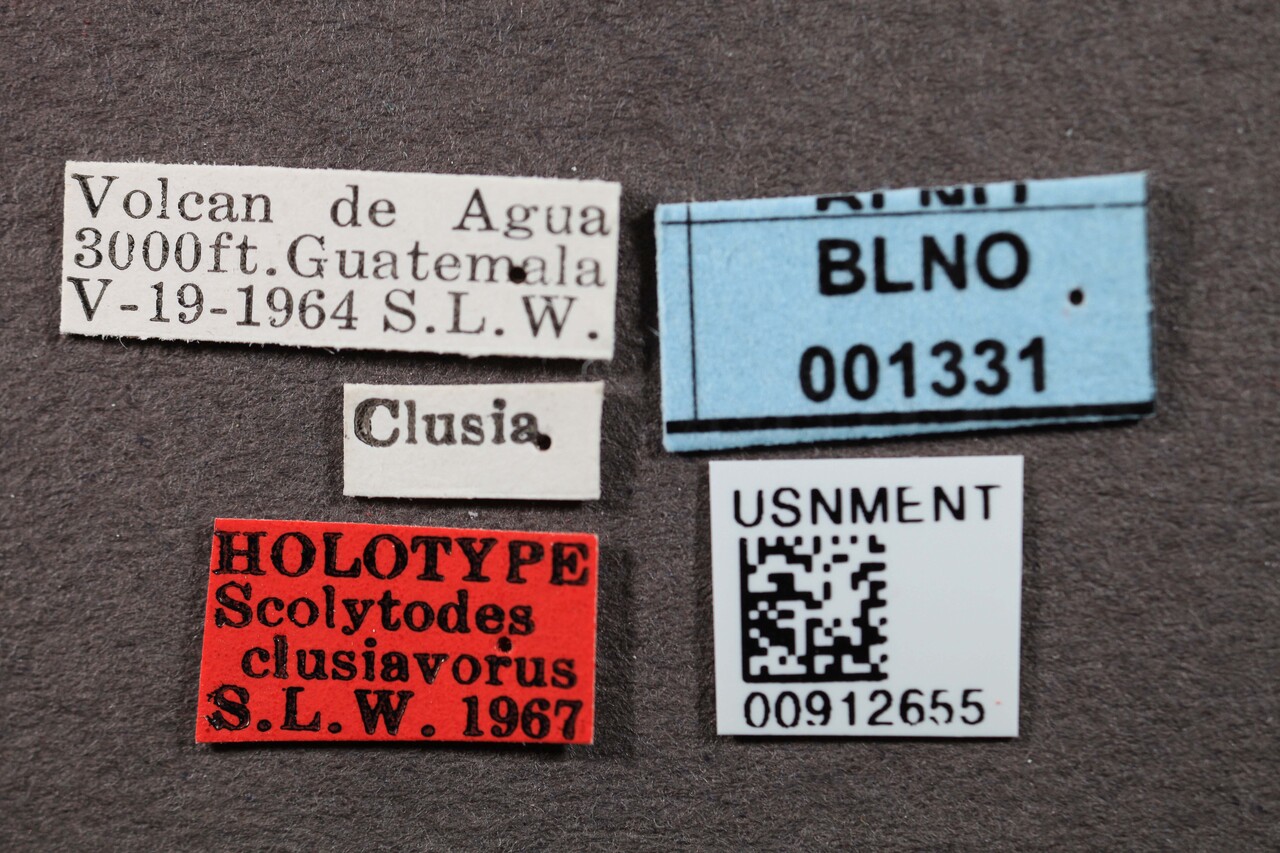 Volcan de Agua
3000ft. Guatemala
V-19-1964 S.L.W.
Clusia
HOLOTYPE
Scolytodes
clusiavorus
S.L.W. 1967
BLNO
001331
USNMENT
00912655